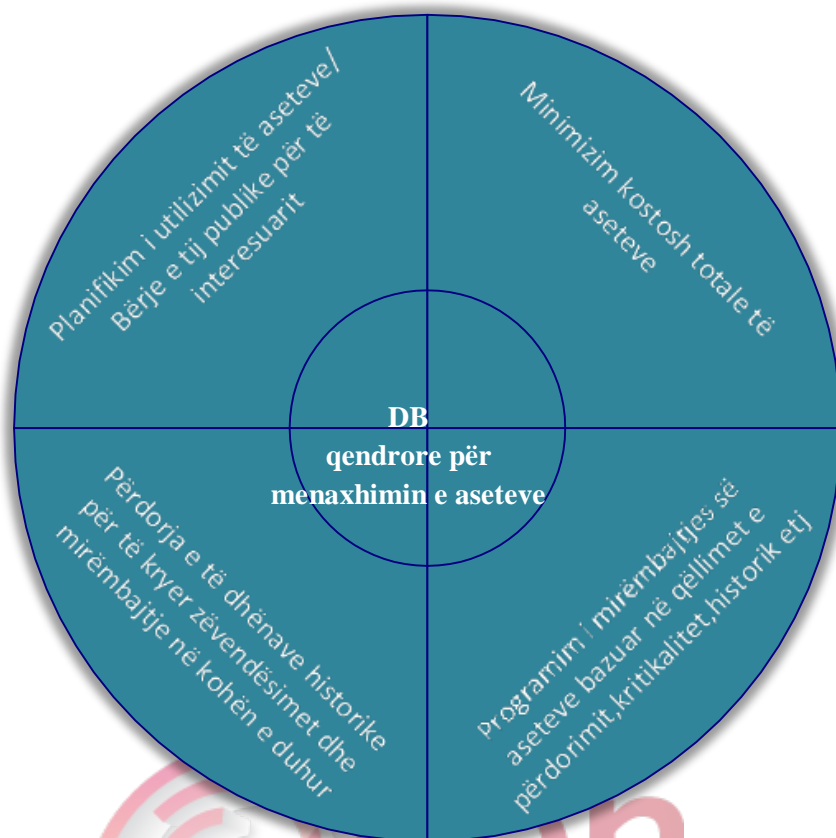 Planifikim i utilizimit të aseteve/
Bërje e tij publike për të
interesuarit
Minimizim kostosh totale të
aseteve
DB
qendrore për
menaxhimin e aseteve
Përdorja e të dhënave historike
për të kryer zëvendësimet dhe
mirëmbajtje në kohën e duhur
Programim i mirëmbajtjes së
aseteve bazuar në qëllimet e
përdorimit,kritikalitet,historik etj